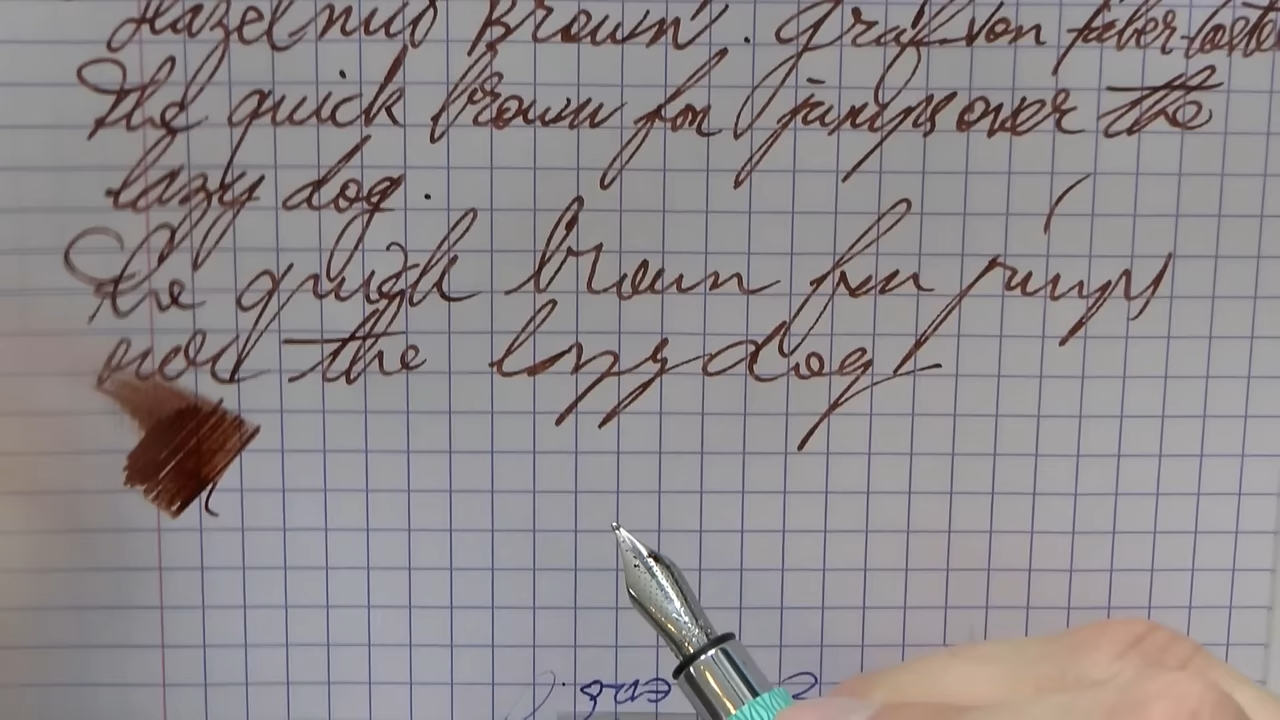 Hazelnut Brown. Graf von Faber-Caste
The quick brown fox jumps over the
lazy dog.
The quick brown fox jumps
over the lazy dog!